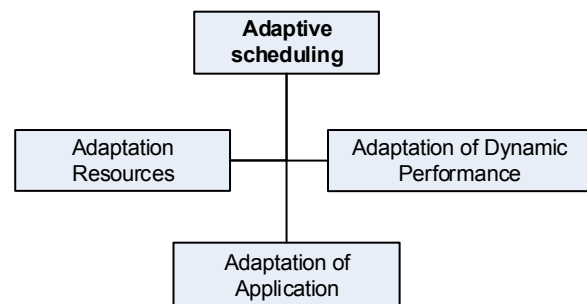 Adaptive
scheduling
Adaptation
Resources
Adaptation of Dynamic
Performance
Adaptation of
Application